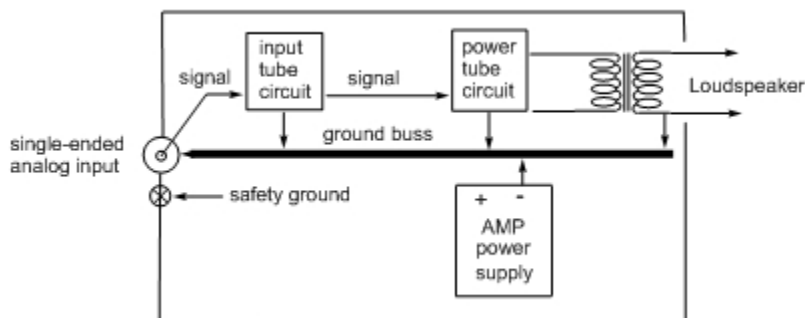 input
tube
circuit
power
tube
circuit
signal
signal
Loudspeaker
ground buss
single-ended
analog input
safety ground
+ -
AMP
power
supply